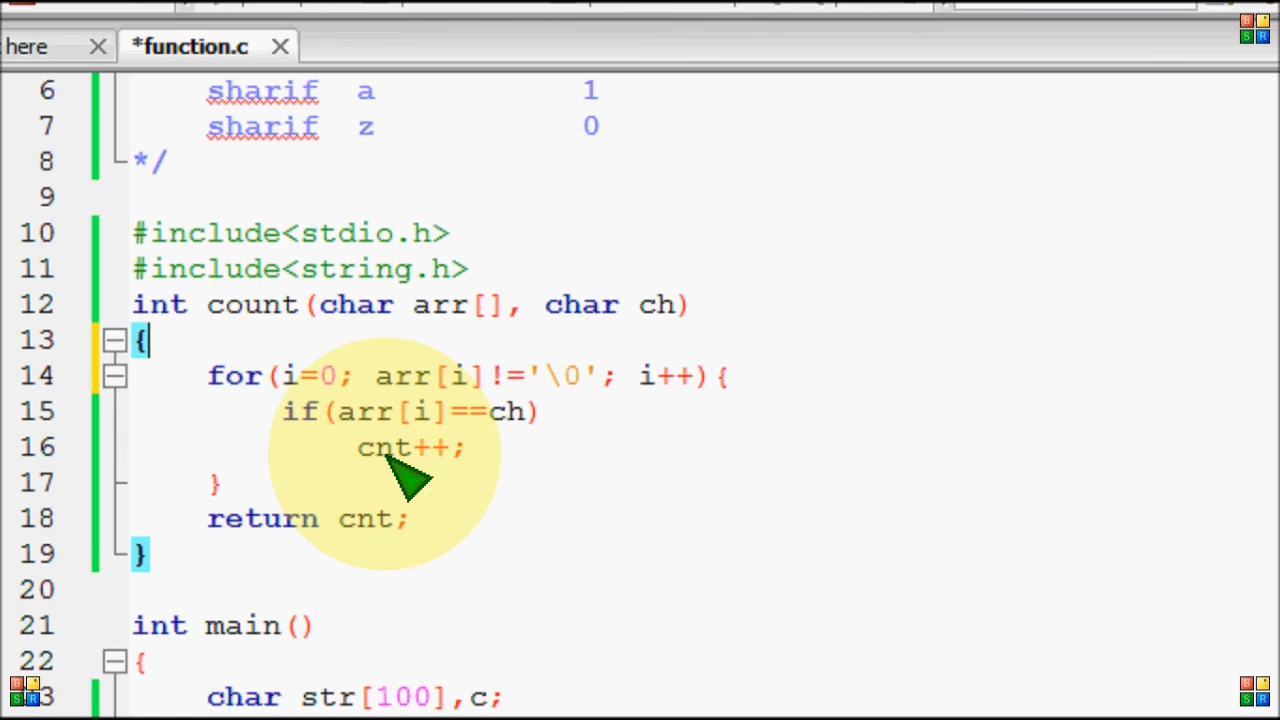 here
*function.c
6 sharif a 1
7 sharif z 0
8 */
9
10 #include<stdio.h>
11 #include<string.h>
12 int count(char arr[], char ch)
13 {
14 for(i=0; arr[i]!='\0'; i++){
15 if(arr[i]==ch)
16 cnt++;
17 }
18 return cnt;
19 }
20
21 int main()
22 {
3 char str[100],c;
B
S R
B
S R
B
S R